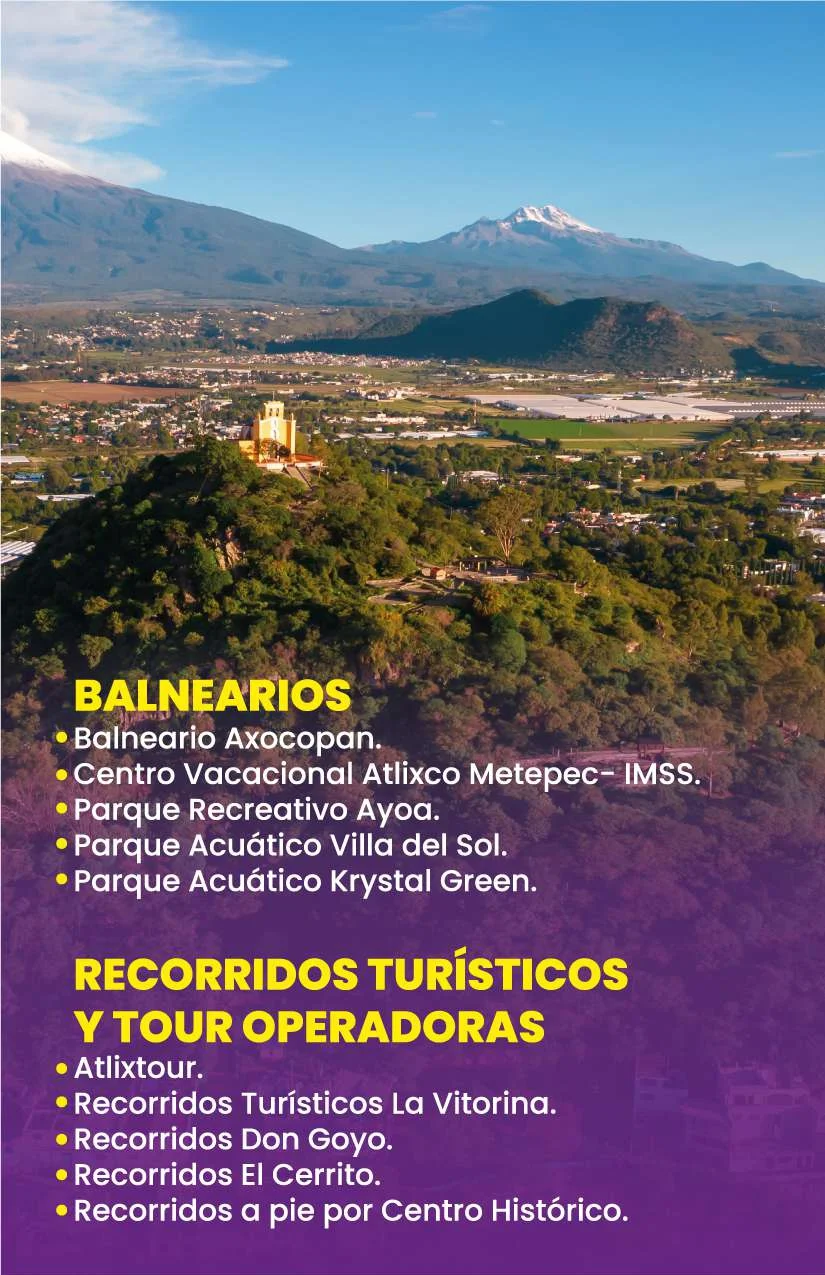 BALNEARIOS
• Balneario Axocopan.
• Centro Vacacional Atlixco Metepec- IMSS.
• Parque Recreativo Ayoa.
• Parque Acuático Villa del Sol.
• Parque Acuático Krystal Green.
RECORRIDOS TURÍSTICOS
Y TOUR OPERADORAS
• Atlixtour.
• Recorridos Turísticos La Vitorina.
• Recorridos Don Goyo.
• Recorridos El Cerrito.
• Recorridos a pie por Centro Histórico.